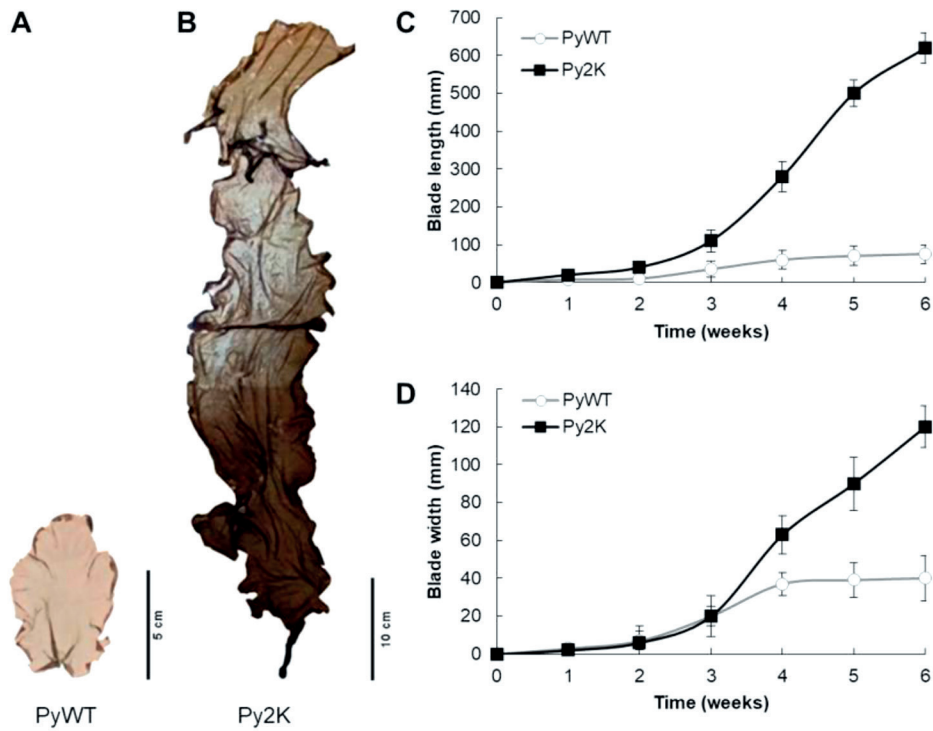 A
5 cm
PyWT
B
10 cm
Py2K
C
PyWT
Py2K
Blade length (mm)
700
600
500
400
300
200
100
0
0 1 2 3 4 5 6
Time (weeks)
D
PyWT
Py2K
Blade width (mm)
140
120
100
80
60
40
20
0
0 1 2 3 4 5 6
Time (weeks)